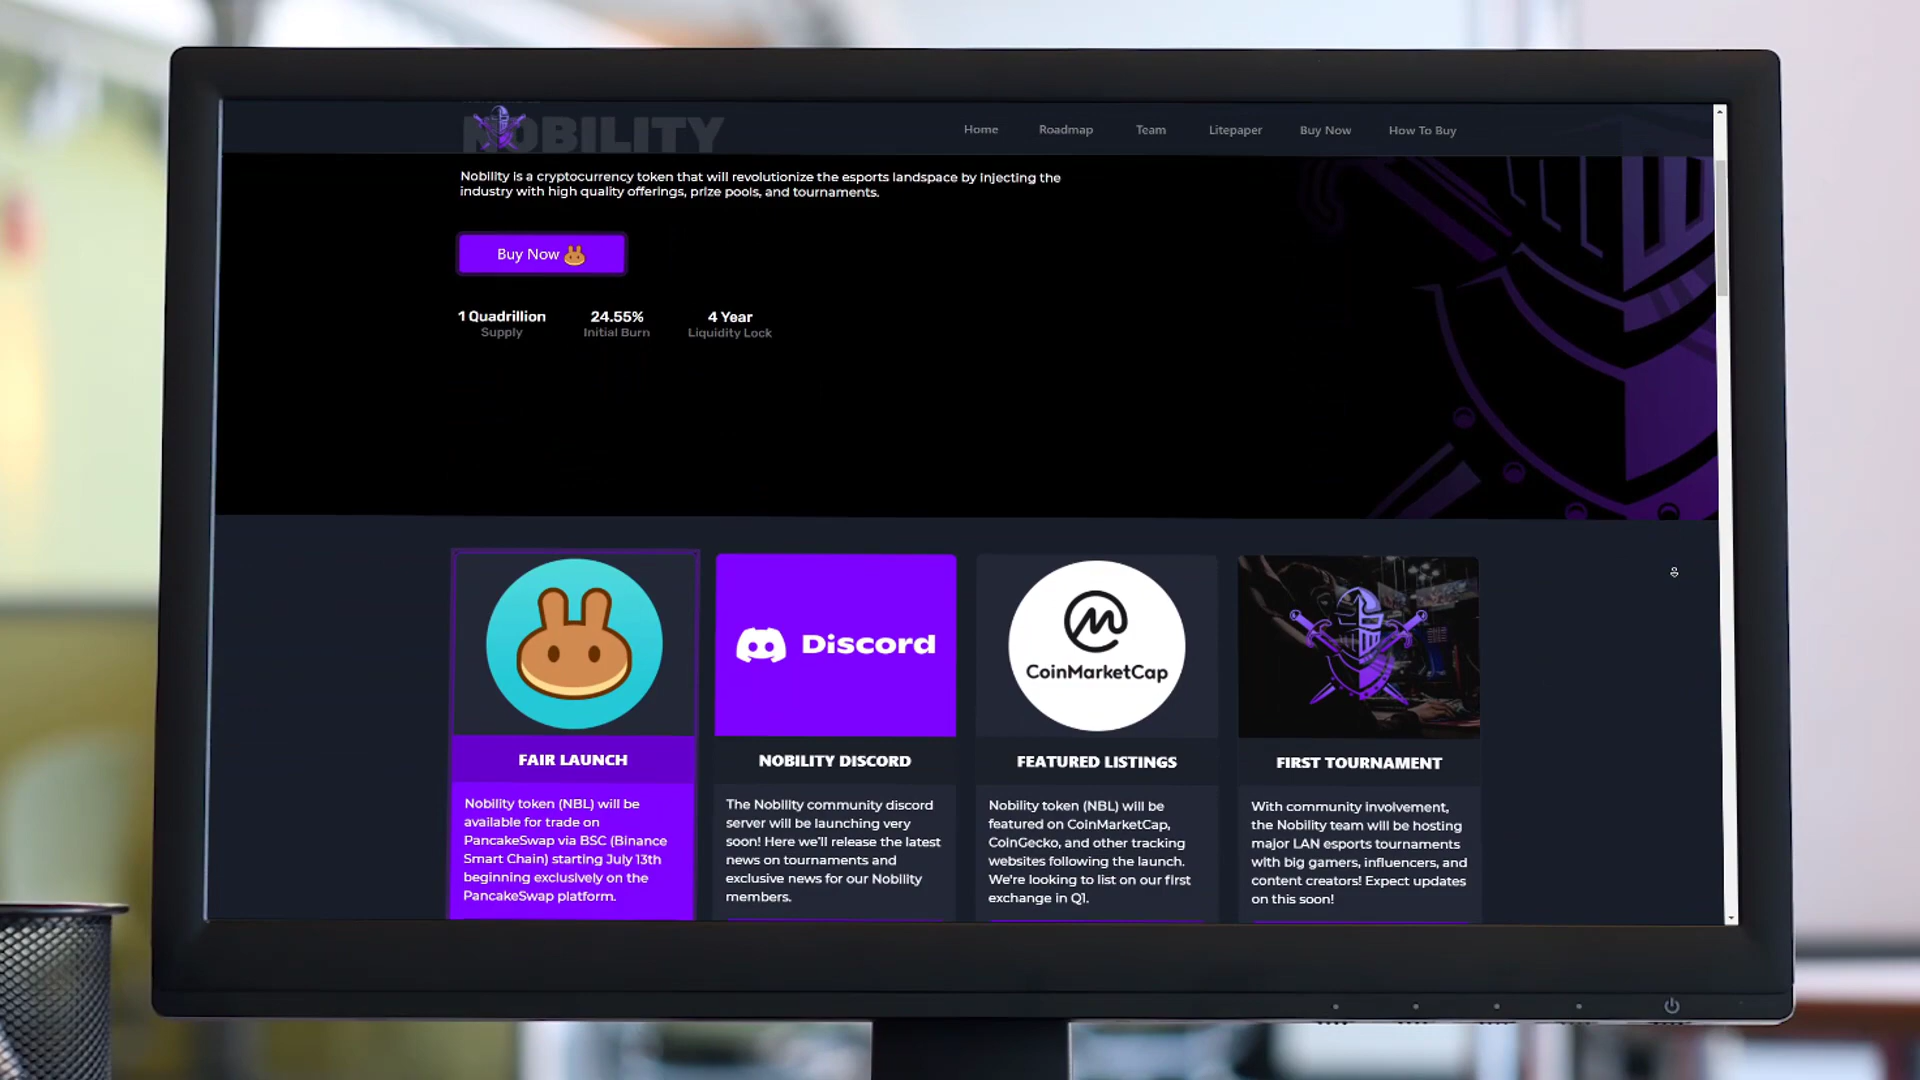 NOBILITY
Home Roadmap Team Litepaper Buy Now How To Buy
Nobility is a cryptocurrency token that will revolutionize the esports landspace by injecting the
industry with high quality offerings, prize pools, and tournaments.
Buy Now
1 Quadrillion 24.55% 4 Year
Supply Initial Burn Liquidity Lock
Discord
CoinMarketCap
FAIR LAUNCH
Nobility token (NBL) will be
available for trade on
PancakeSwap via BSC (Binance
Smart Chain) starting July 13th
beginning exclusively on the
PancakeSwap platform.
NOBILITY DISCORD
The Nobility community discord
server will be launching very
soon! Here we'll release the latest
news on tournaments and
exclusive news for our Nobility
members.
FEATURED LISTINGS
Nobility token (NBL) will be
featured on CoinMarketCap,
CoinGecko, and other tracking
websites following the launch.
We're looking to list on our first
exchange in Q1.
FIRST TOURNAMENT
With community involvement,
the Nobility team will be hosting
major LAN esports tournaments
with big gamers, influencers, and
content creators! Expect updates
on this soon!